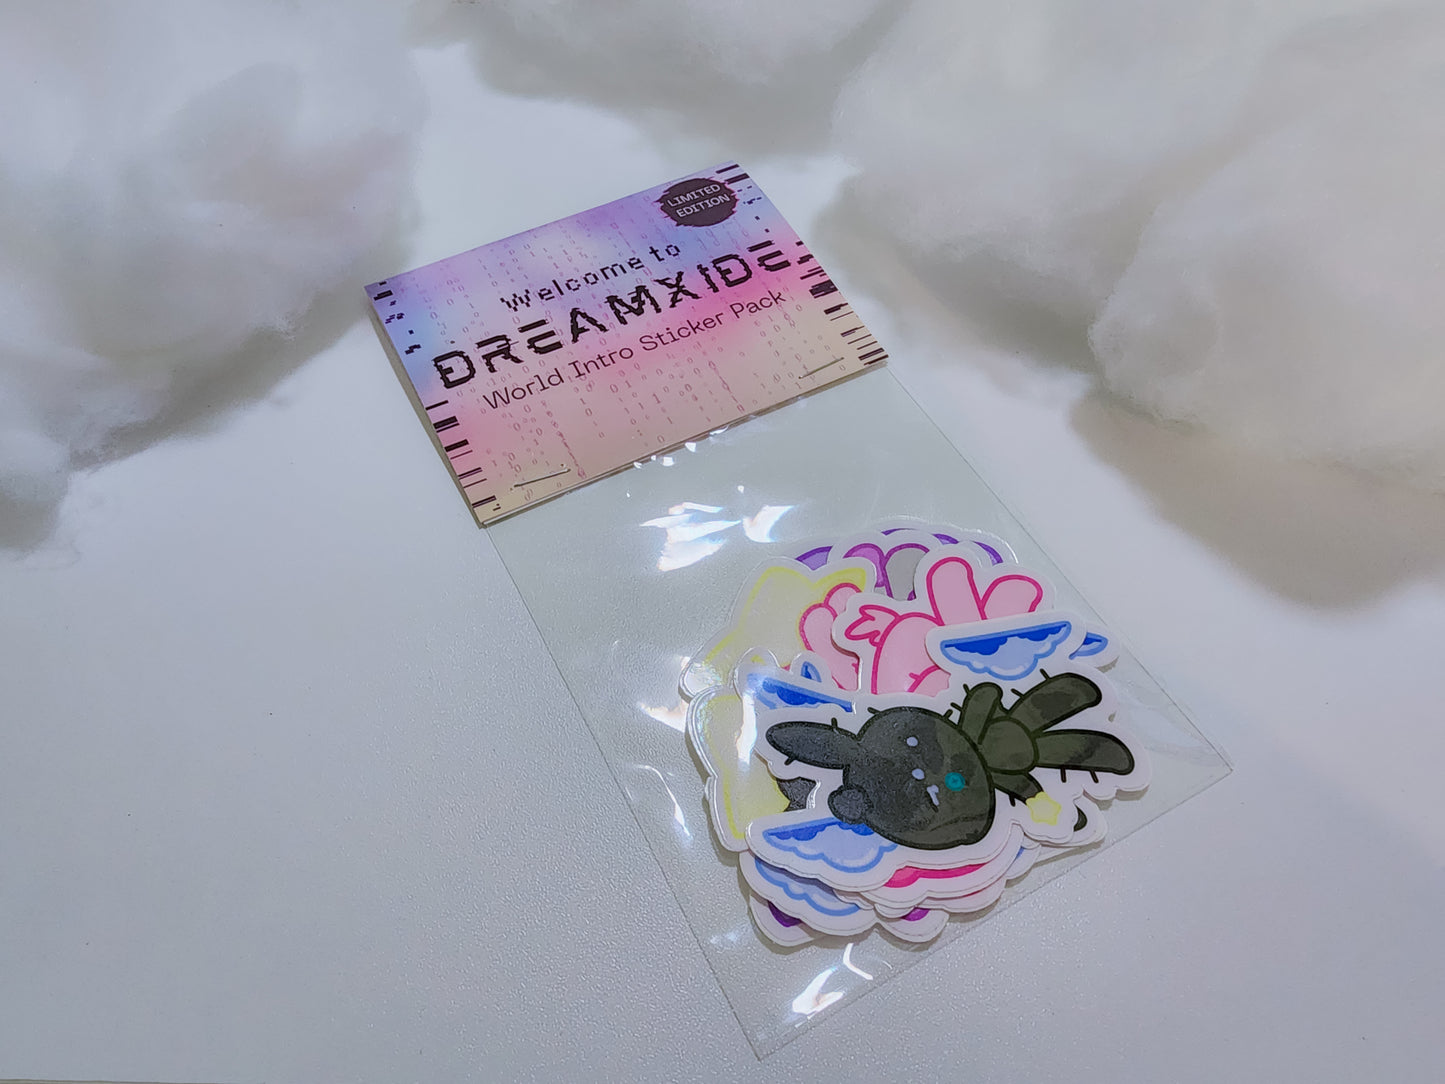 LIMITED
EDITION
Welcome to
DREAMXIDE
World Intro Sticker Pack